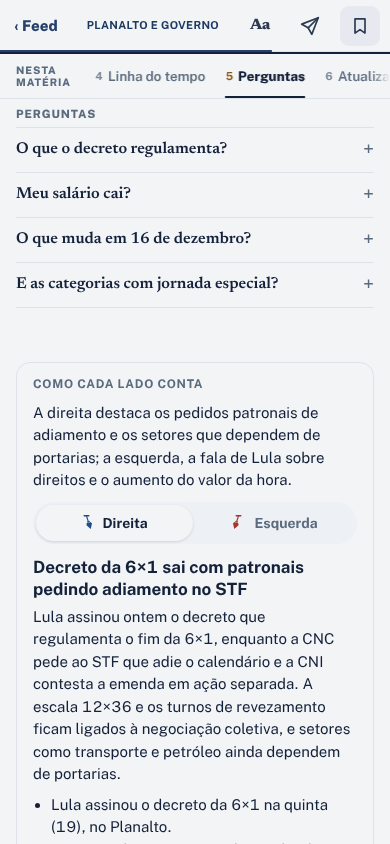 ‹ Feed
PLANALTO E GOVERNO
Aa
NESTA MATÉRIA
4 Linha do tempo
5 Perguntas
6 Atualiza
PERGUNTAS
O que o decreto regulamenta? +
Meu salário cai? +
O que muda em 16 de dezembro? +
E as categorias com jornada especial? +
COMO CADA LADO CONTA
A direita destaca os pedidos patronais de
adiamento e os setores que dependem de
portarias; a esquerda, a fala de Lula sobre
direitos e o aumento do valor da hora.
Direita
Esquerda
Decreto da 6×1 sai com patronais
pedindo adiamento no STF
Lula assinou ontem o decreto que
regulamenta o fim da 6×1, enquanto a CNC
pede ao STF que adie o calendário e a CNI
contesta a emenda em ação separada. A
escala 12×36 e os turnos de revezamento
ficam ligados à negociação coletiva, e setores
como transporte e petróleo ainda dependem
de portarias.
• Lula assinou o decreto da 6×1 na quinta
(19), no Planalto.